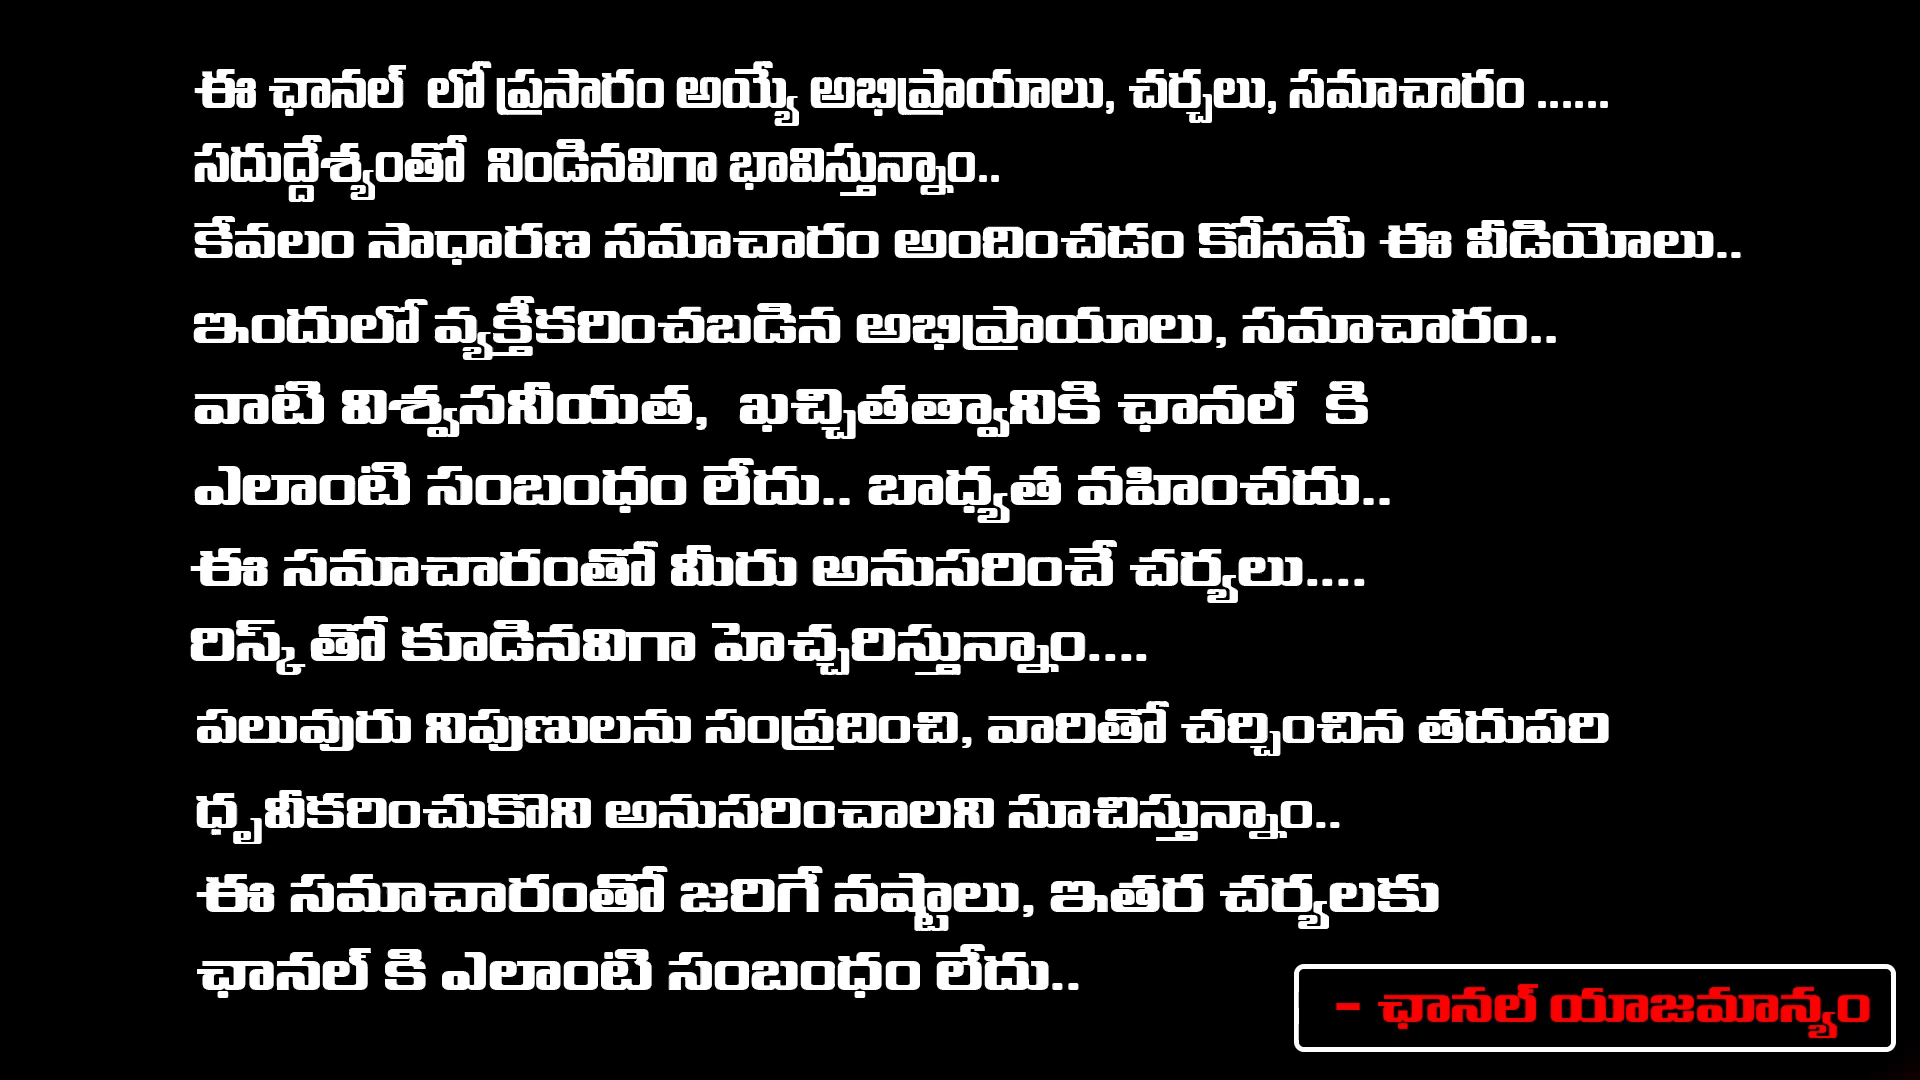 ఈ ఛానల్ లో ప్రసారం అయ్యే అభిప్రాయాలు, చర్చలు, సమాచారం ......
సదుద్దేశ్యంతో నిండినవిగా భావిస్తున్నాం..
కేవలం సాధారణ సమాచారం అందించడం కోసమే ఈ వీడియోలు..
ఇందులో వ్యక్తీకరించబడిన అభిప్రాయాలు, సమాచారం..
వాటి విశ్వసనీయత, ఖచ్చితత్వానికి ఛానల్ కి
ఎలాంటి సంబంధం లేదు.. బాధ్యత వహించదు..
ఈ సమాచారంతో మీరు అనుసరించే చర్యలు....
రిస్క్ తో కూడినవిగా హెచ్చరిస్తున్నాం....
పలువురు నిపుణులను సంప్రదించి, వారితో చర్చించిన తదుపరి
ధృవీకరించుకొని అనుసరించాలని సూచిస్తున్నాం..
ఈ సమాచారంతో జరిగే నష్టాలు, ఇతర చర్యలకు
ఛానల్ కి ఎలాంటి సంబంధం లేదు..
- ఛానల్ యాజమాన్యం